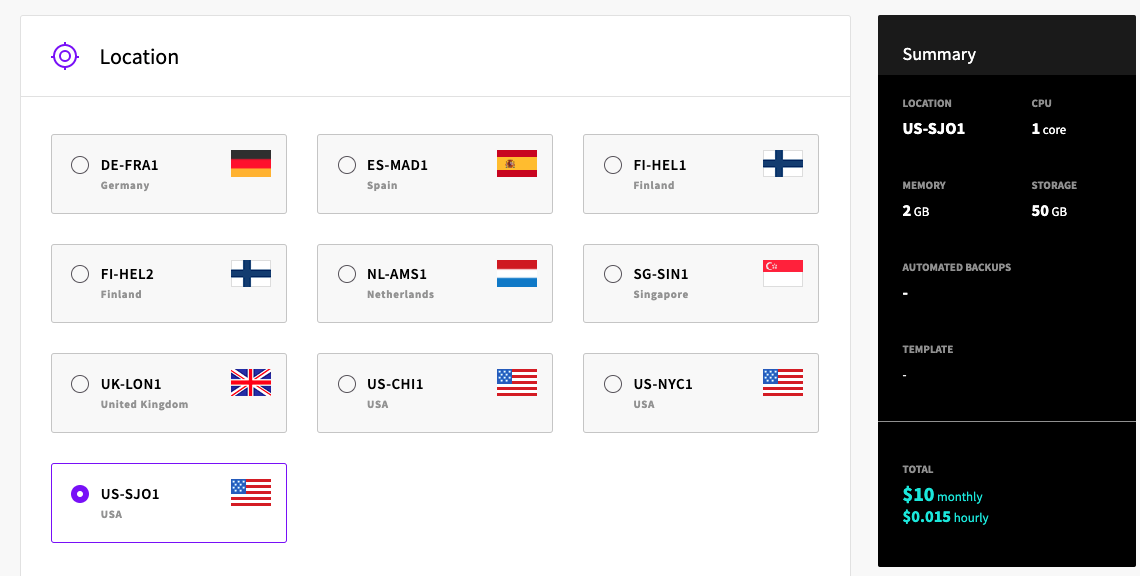 Location
DE-FRA1
Germany
ES-MAD1
Spain
FI-HEL1
Finland
FI-HEL2
Finland
NL-AMS1
Netherlands
SG-SIN1
Singapore
UK-LON1
United Kingdom
US-CHI1
USA
US-NYC1
USA
US-SJO1
USA
Summary
LOCATION
US-SJO1
CPU
1 core
MEMORY
2 GB
STORAGE
50 GB
AUTOMATED BACKUPS
-
TEMPLATE
-
TOTAL
$10 monthly
$0.015 hourly